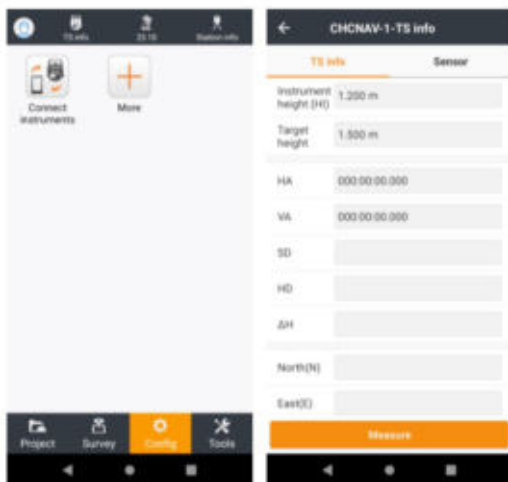 TS info
Station info
Connect
instruments
More
Project
Survey
Config
Tools
CHCNAV-1-TS info
TS info
Sensor
Instrument
height (HI)
1.200 m
Target
height
1.500 m
HA
000:00:00.000
VA
000:00:00.000
SD
HD
ΔH
North(N)
East(E)
Measure